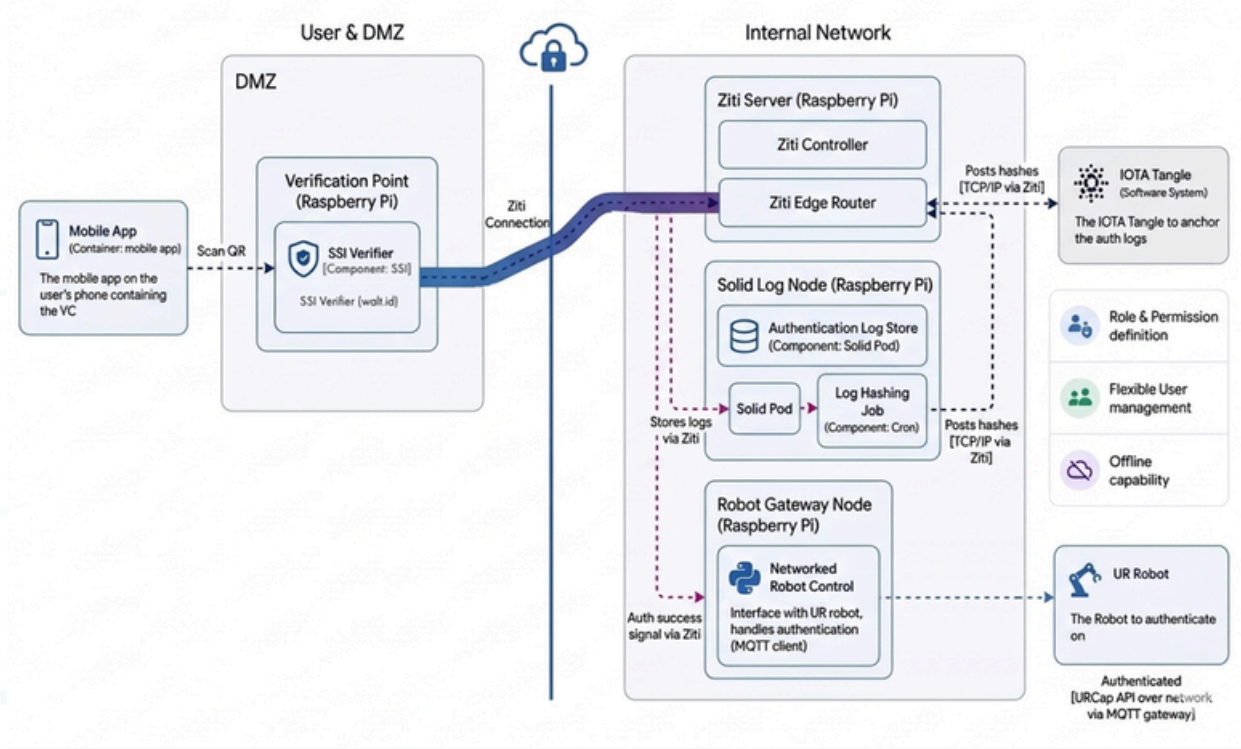 User & DMZ
Internal Network
DMZ
Verification Point
(Raspberry Pi)
Mobile App
(Container: mobile app)
The mobile app on the
user's phone containing
the VC
Scan QR
SSI Verifier
[Component: SSI]
SSI Verifier (walt.id)
Ziti
Connection
Ziti Server (Raspberry Pi)
Ziti Controller
Ziti Edge Router
Posts hashes
[TCP/IP via Ziti]
IOTA Tangle
(Software System)
The IOTA Tangle to anchor
the auth logs
Solid Log Node (Raspberry Pi)
Authentication Log Store
(Component: Solid Pod)
Solid Pod
Log Hashing
Job
(Component: Cron)
Stores logs
via Ziti
Posts hashes
[TCP/IP via
Ziti]
Role & Permission
definition
Flexible User
management
Offline
capability
Robot Gateway Node
(Raspberry Pi)
Networked
Robot Control
Interface with UR robot,
handles authentication
(MQTT client)
Auth success
signal via Ziti
UR Robot
The Robot to authenticate
on
Authenticated
[URCap API over network
via MQTT gateway]